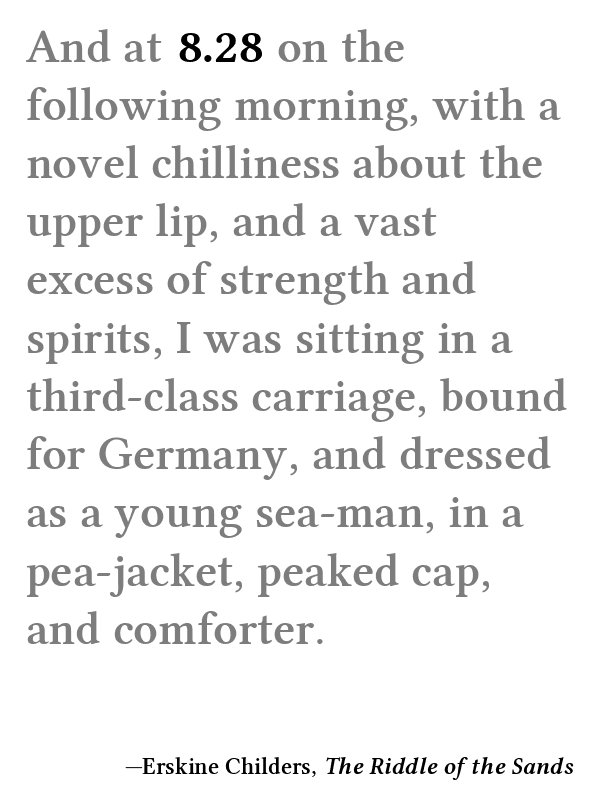 And at 8.28 on the
following morning, with a
novel chilliness about the
upper lip, and a vast
excess of strength and
spirits, I was sitting in a
third-class carriage, bound
for Germany, and dressed
as a young sea-man, in a
pea-jacket, peaked cap,
and comforter.
—Erskine Childers, The Riddle of the Sands